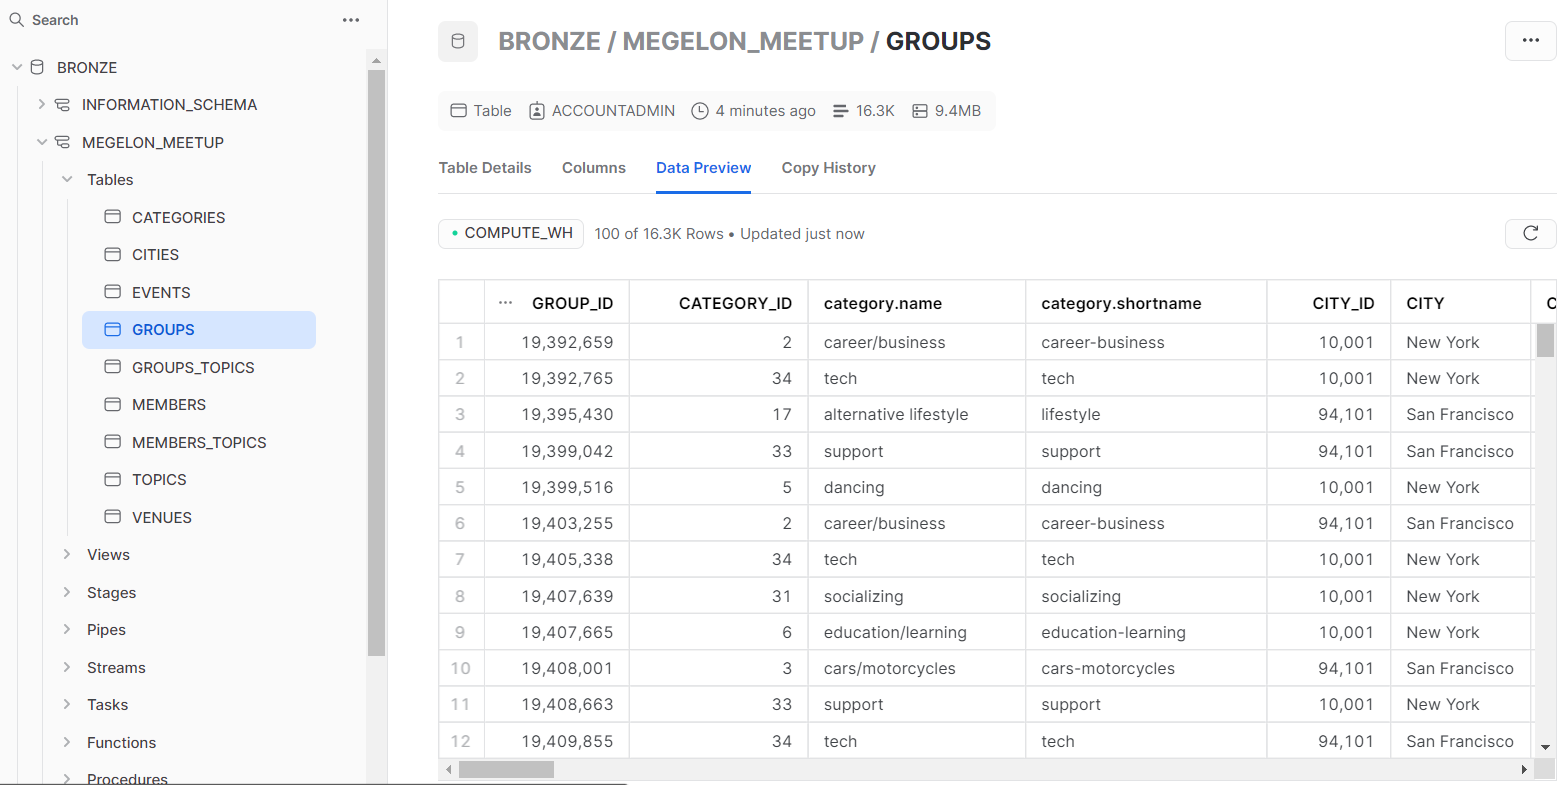 Search
BRONZE
INFORMATION_SCHEMA
MEGELON_MEETUP
Tables
CATEGORIES
CITIES
EVENTS
GROUPS
GROUPS_TOPICS
MEMBERS
MEMBERS_TOPICS
TOPICS
VENUES
Views
Stages
Pipes
Streams
Tasks
Functions
Procedures
BRONZE / MEGELON_MEETUP / GROUPS
Table ACCOUNTADMIN 4 minutes ago 16.3K 9.4MB
Table Details Columns Data Preview Copy History
COMPUTE_WH 100 of 16.3K Rows • Updated just now
... GROUP_ID CATEGORY_ID category.name category.shortname CITY_ID CITY
1 19,392,659 2 career/business career-business 10,001 New York
2 19,392,765 34 tech tech 10,001 New York
3 19,395,430 17 alternative lifestyle lifestyle 94,101 San Francisco
4 19,399,042 33 support support 94,101 San Francisco
5 19,399,516 5 dancing dancing 10,001 New York
6 19,403,255 2 career/business career-business 94,101 San Francisco
7 19,405,338 34 tech tech 10,001 New York
8 19,407,639 31 socializing socializing 10,001 New York
9 19,407,665 6 education/learning education-learning 10,001 New York
10 19,408,001 3 cars/motorcycles cars-motorcycles 94,101 San Francisco
11 19,408,663 33 support support 10,001 New York
12 19,409,855 34 tech tech 94,101 San Francisco